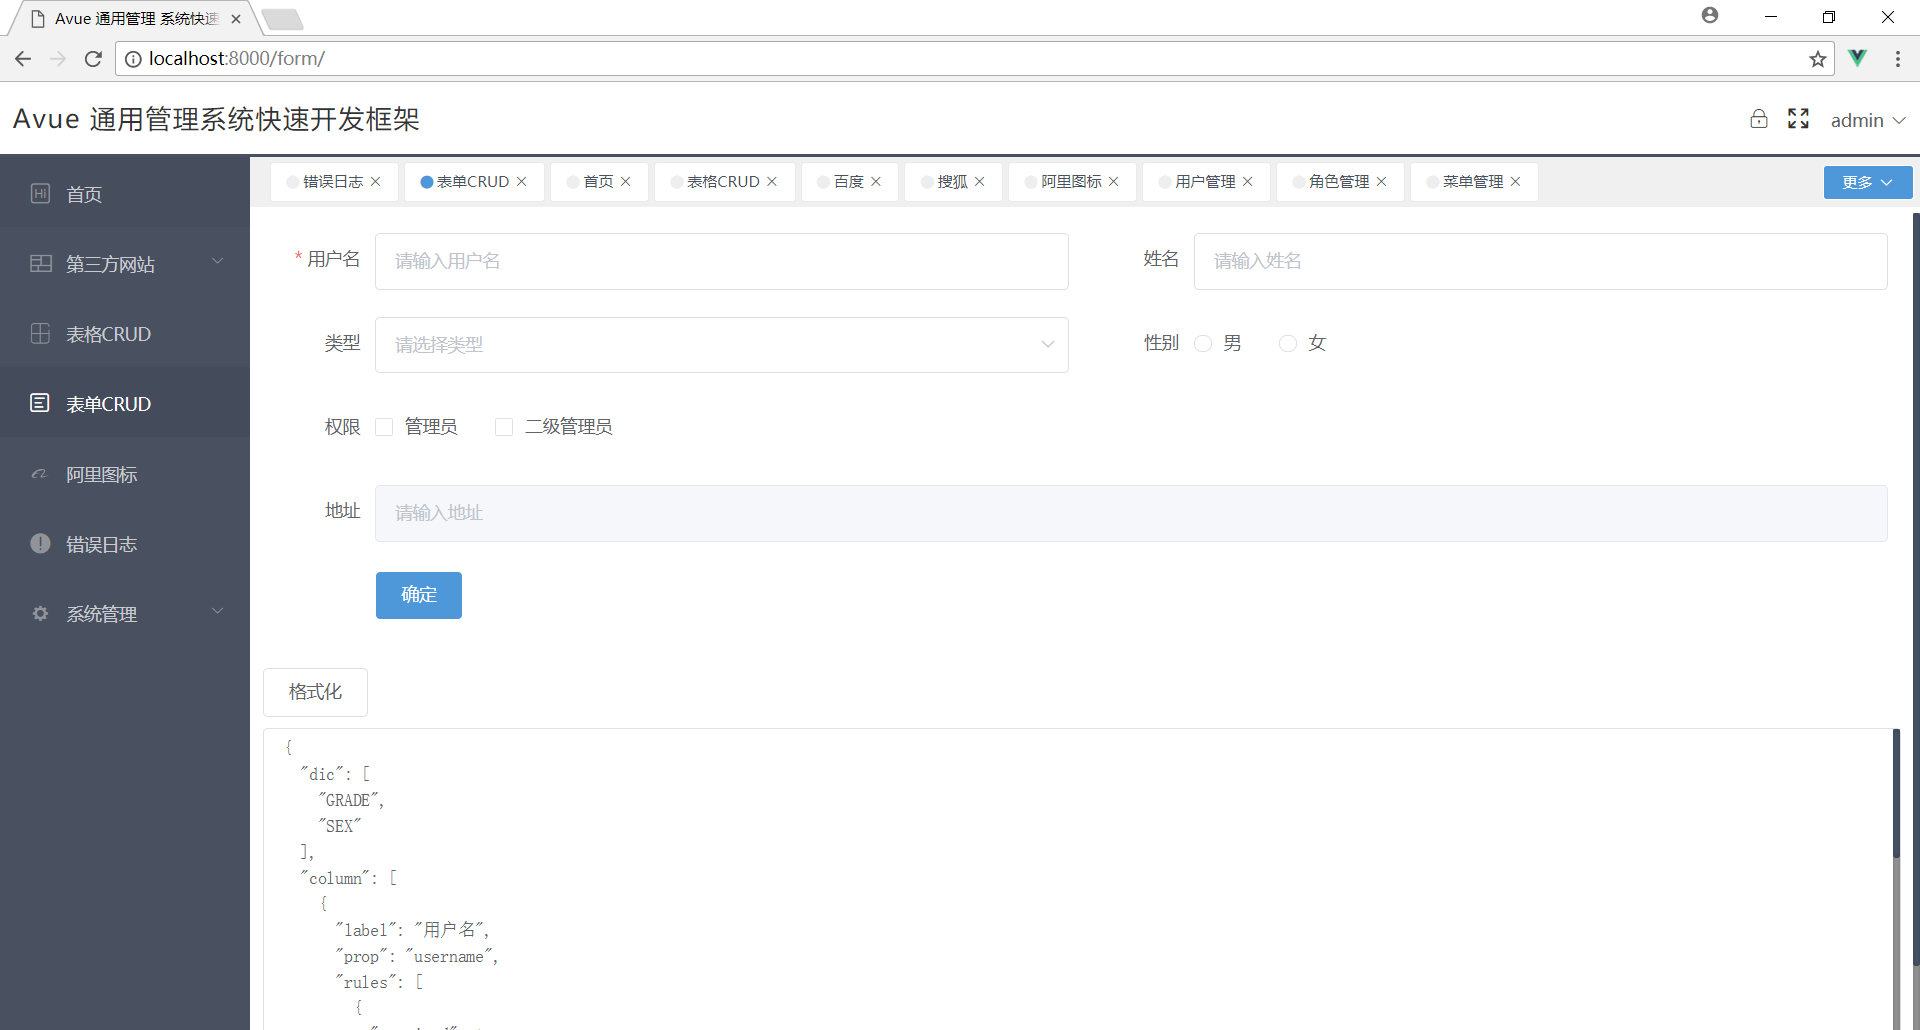 Avue 通用管理 系统快速
localhost:8000/form/
Avue 通用管理系统快速开发框架
admin
首页
第三方网站
表格CRUD
表单CRUD
阿里图标
错误日志
系统管理
错误日志 表单CRUD 首页 表格CRUD 百度 搜狐 阿里图标 用户管理 角色管理 菜单管理 更多
* 用户名 请输入用户名 姓名 请输入姓名
类型 请选择类型 性别 男 女
权限 管理员 二级管理员
地址 请输入地址
确定
格式化
{
"dic": [
"GRADE",
"SEX"
],
"column": [
{
"label": "用户名",
"prop": "username",
"rules": [
{